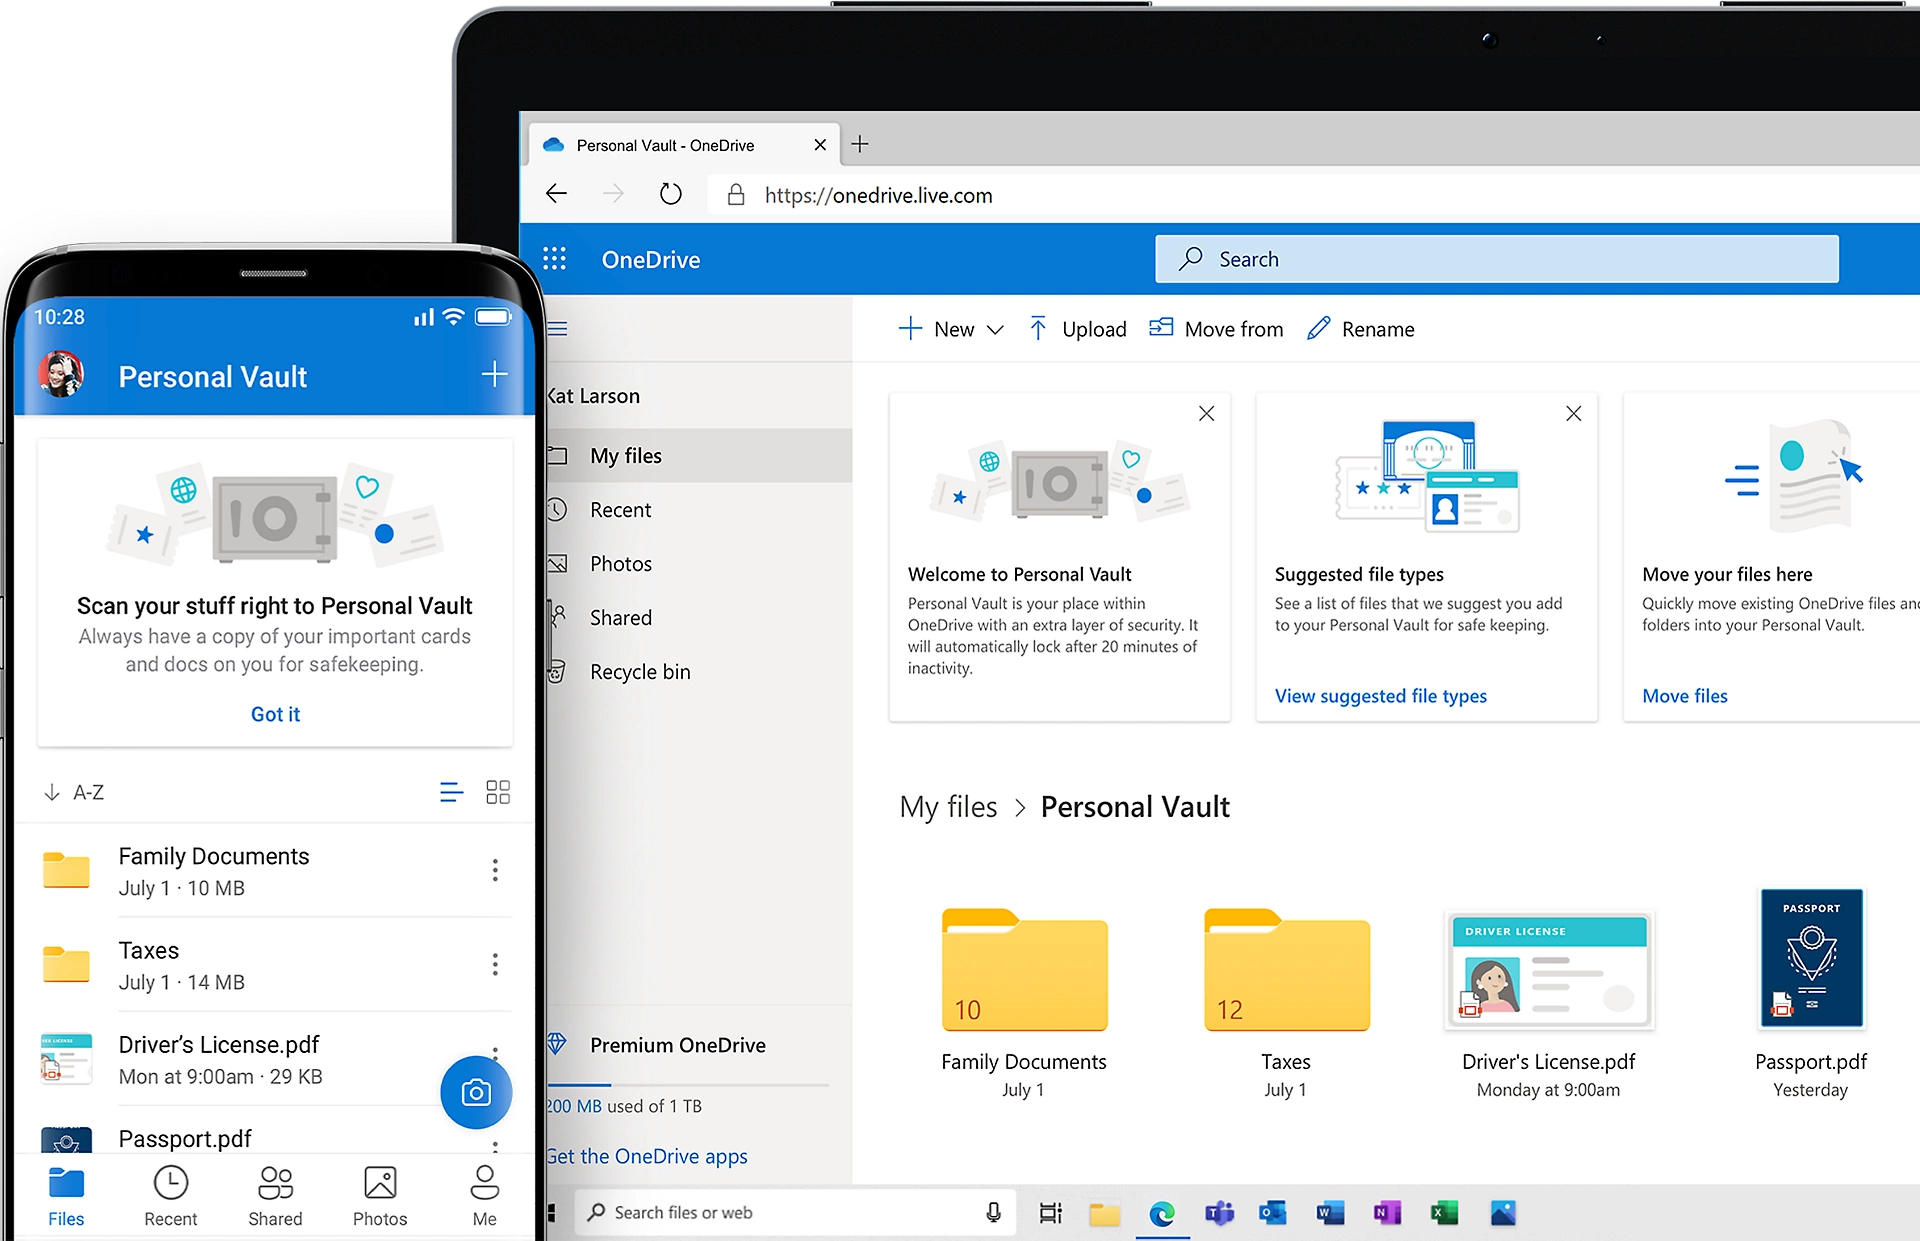 Personal Vault - OneDrive
https://onedrive.live.com
OneDrive
Search
New
Upload
Move from
Rename
Kat Larson
My files
Recent
Photos
Shared
Recycle bin
Premium OneDrive
200 MB used of 1 TB
Get the OneDrive apps
Welcome to Personal Vault
Personal Vault is your place within
OneDrive with an extra layer of security. It
will automatically lock after 20 minutes of
inactivity.
Suggested file types
See a list of files that we suggest you add
to your Personal Vault for safe keeping.
View suggested file types
Move your files here
Quickly move existing OneDrive files and
folders into your Personal Vault.
Move files
My files > Personal Vault
10
Family Documents
July 1
12
Taxes
July 1
DRIVER LICENSE
Driver's License.pdf
Monday at 9:00am
PASSPORT
Passport.pdf
Yesterday
Search files or web
10:28
Personal Vault
Scan your stuff right to Personal Vault
Always have a copy of your important cards
and docs on you for safekeeping.
Got it
A-Z
Family Documents
July 1 · 10 MB
Taxes
July 1 · 14 MB
Driver’s License.pdf
Mon at 9:00am · 29 KB
Passport.pdf
Files
Recent
Shared
Photos
Me